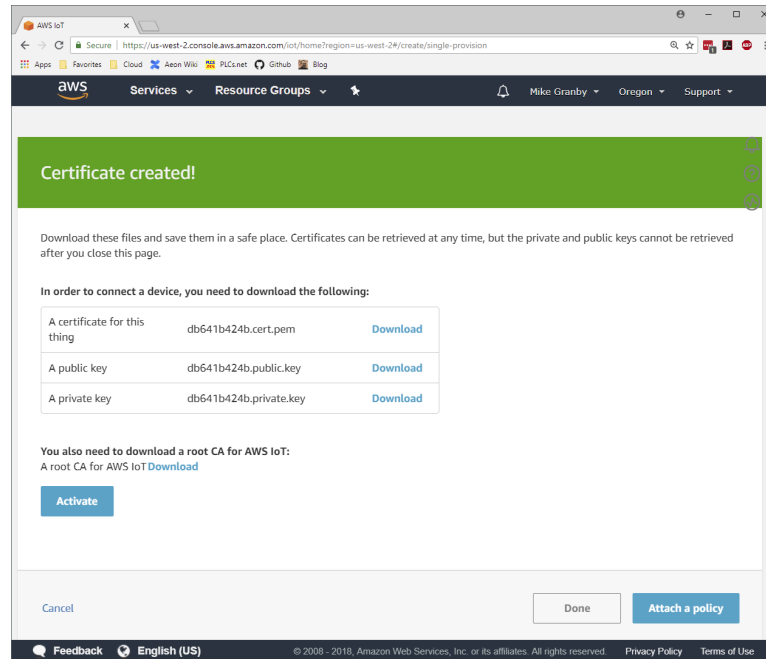 AWS IoT
Secure https://us-west-2.console.aws.amazon.com/iot/home?region=us-west-2#/create/single-provision
Apps Favorites Cloud Aeon Wiki PLCs.net Github Blog
aws Services Resource Groups Mike Granby Oregon Support
Certificate created!
Download these files and save them in a safe place. Certificates can be retrieved at any time, but the private and public keys cannot be retrieved
after you close this page.
In order to connect a device, you need to download the following:
A certificate for this
thing db641b424b.cert.pem Download
A public key db641b424b.public.key Download
A private key db641b424b.private.key Download
You also need to download a root CA for AWS IoT:
A root CA for AWS IoT Download
Activate
Cancel Done Attach a policy
Feedback English (US) © 2008 - 2018, Amazon Web Services, Inc. or its affiliates. All rights reserved. Privacy Policy Terms of Use